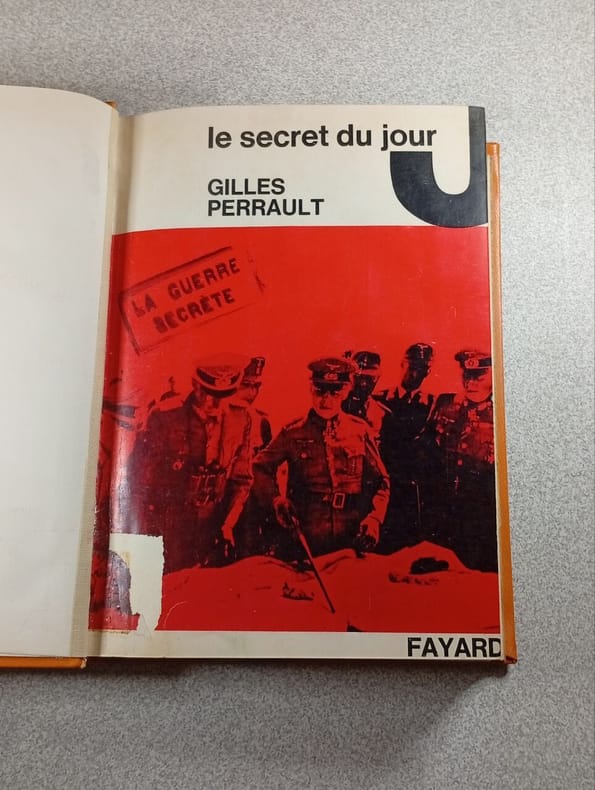 le secret du jour
J
GILLES
PERRAULT
LA GUERRE
SECRÈTE
FAYARD